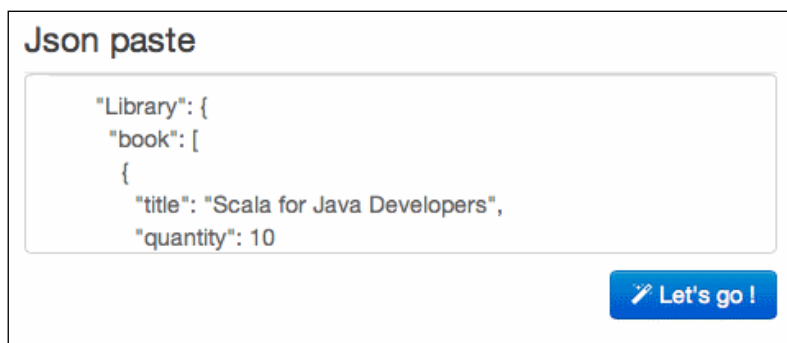 Json paste
"Library": {
"book": [
{
"title": "Scala for Java Developers",
"quantity": 10
Let's go !